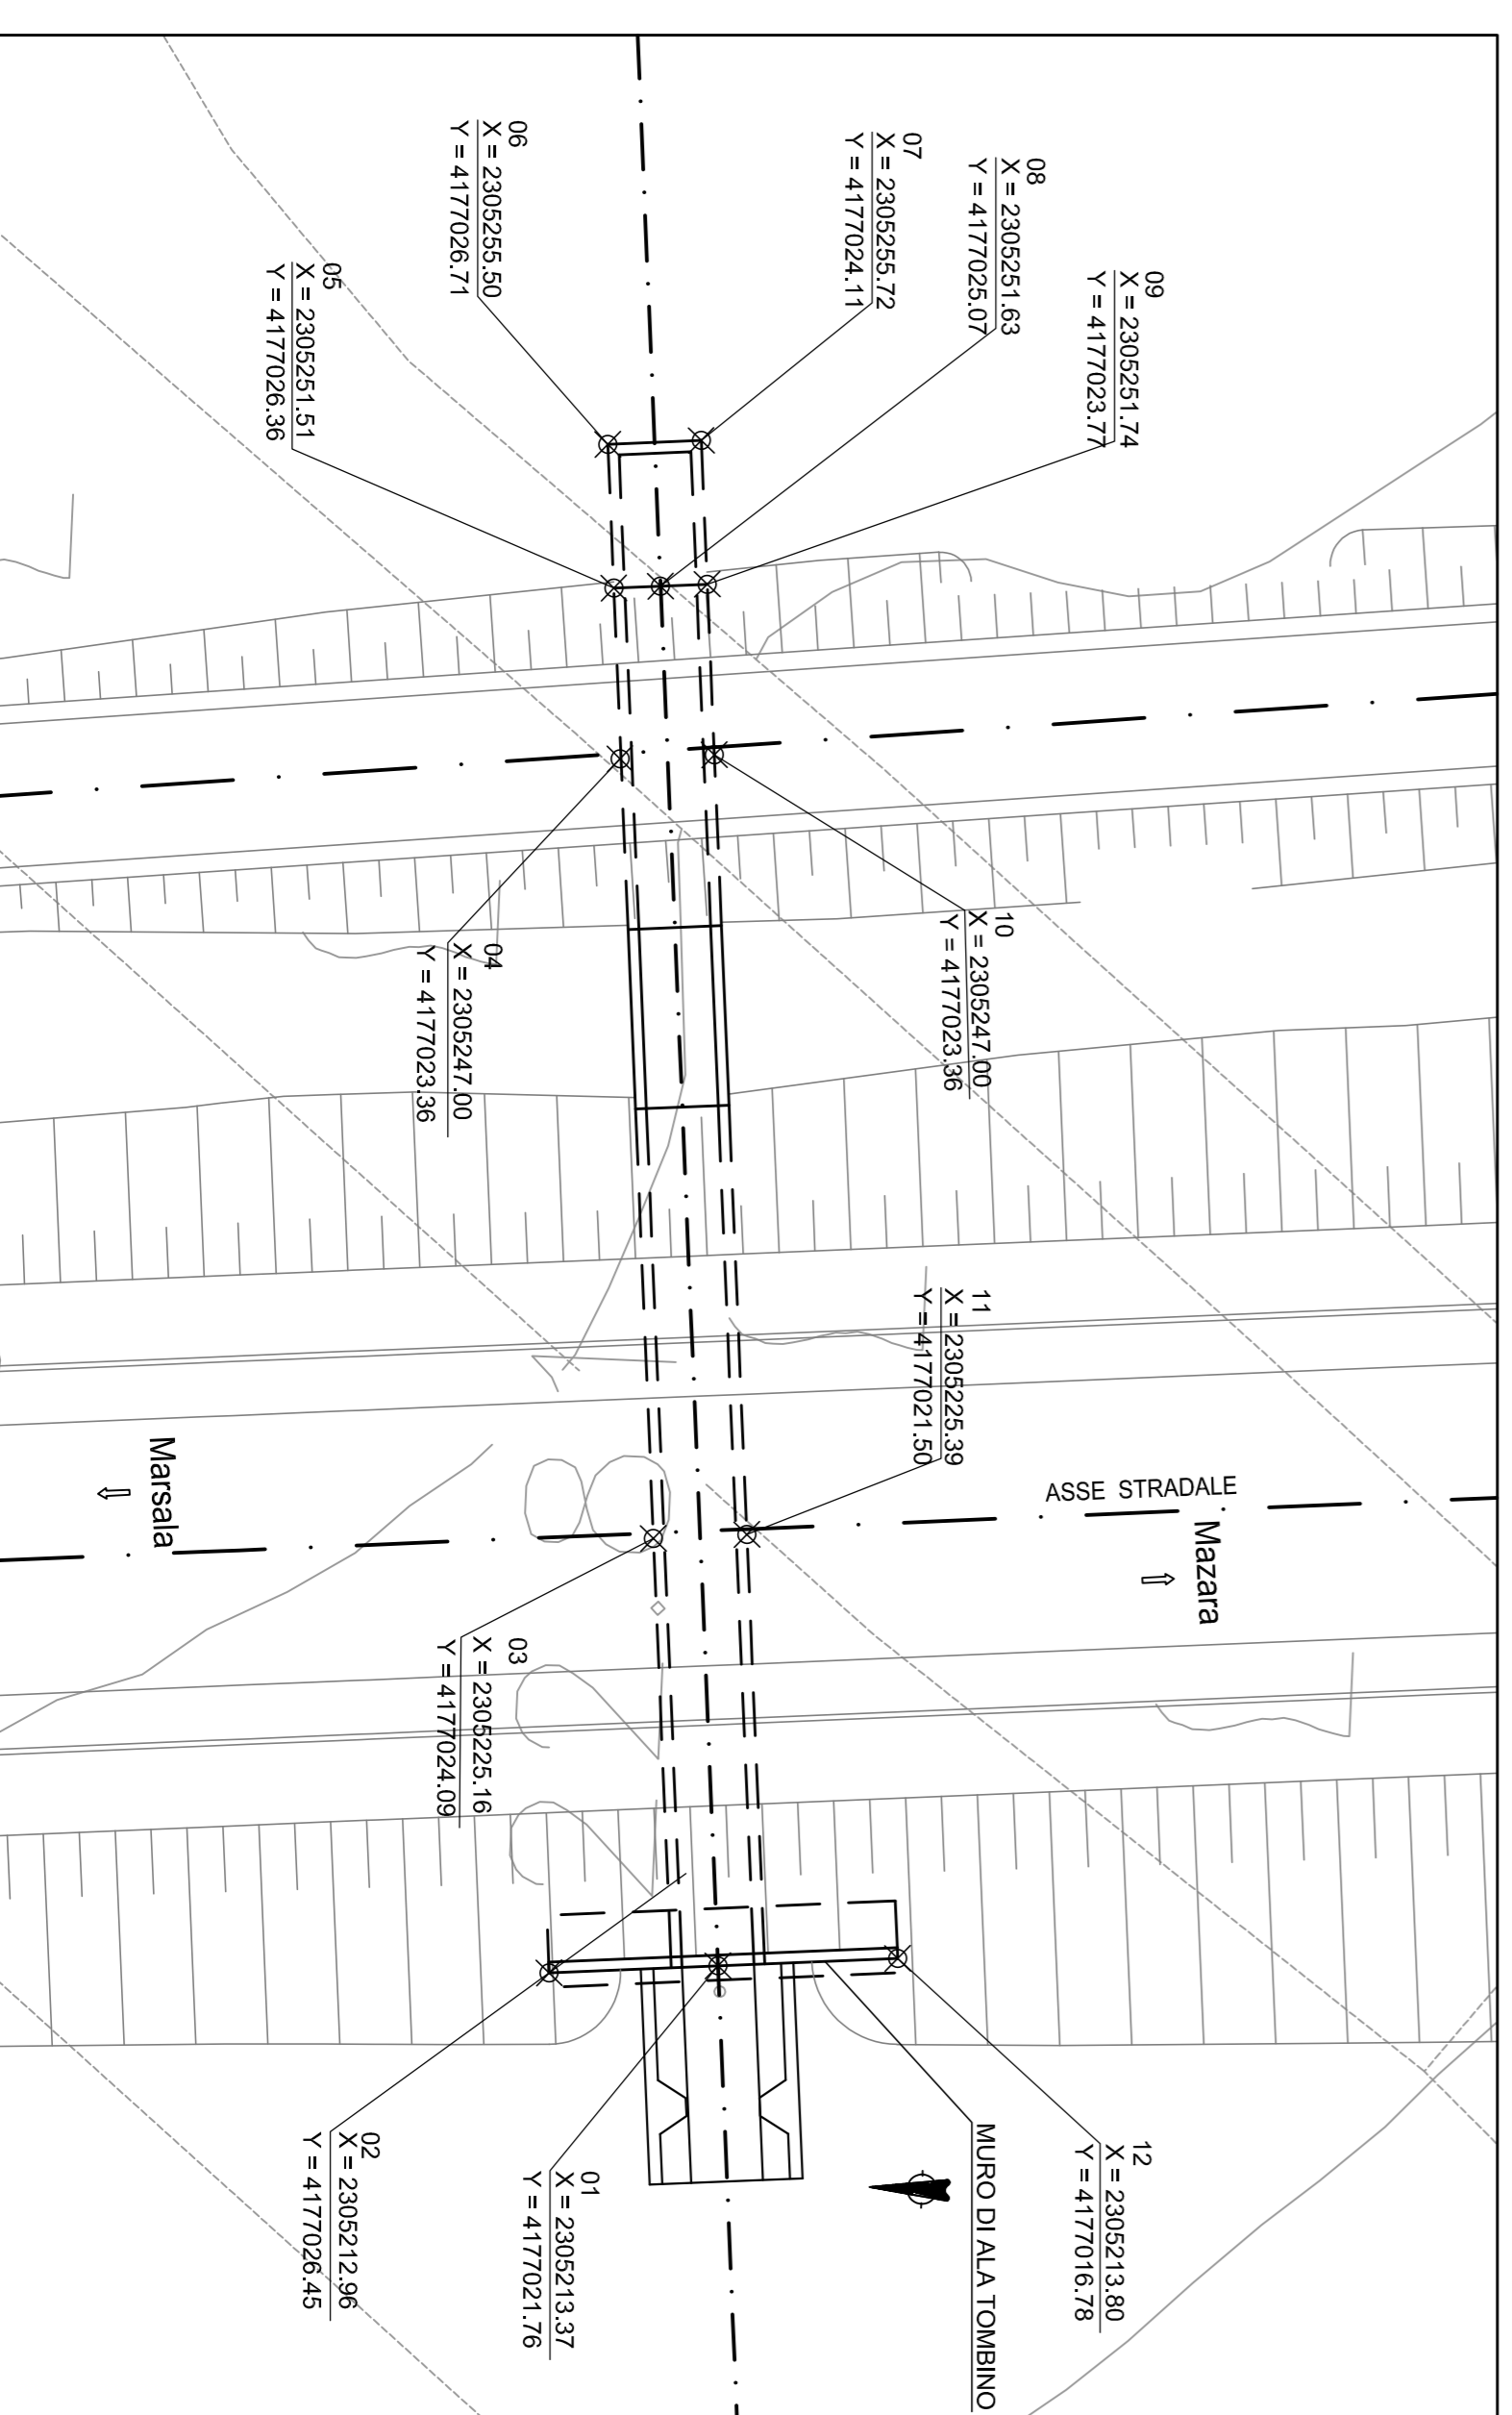 06
X = 2305255.50
Y = 4177026.71
07
X = 2305255.72
Y = 4177024.11
08
X = 2305251.63
Y = 4177025.07
09
X = 2305251.74
Y = 4177023.77
05
X = 2305251.51
Y = 4177026.36
10
X = 2305247.00
Y = 4177023.36
04
X = 2305247.00
Y = 4177023.36
11
X = 2305225.39
Y = 4177021.50
ASSE STRADALE
Marsala
Mazara
03
X = 2305225.16
Y = 4177024.09
MURO DI ALA TOMBINO
12
X = 2305213.80
Y = 4177016.78
02
X = 2305212.96
Y = 4177026.45
01
X = 2305213.37
Y = 4177021.76